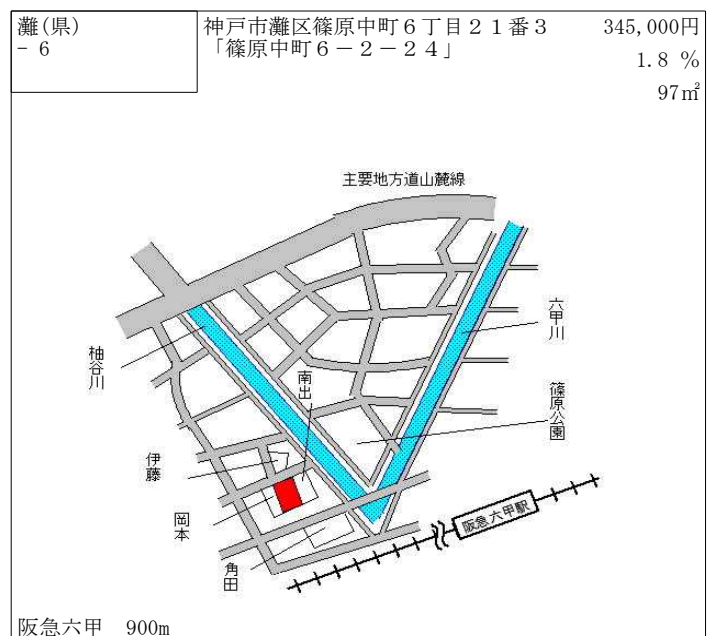 灘(県)
－6
神戸市灘区篠原中町６丁目２１番３
「篠原中町６－２－２４」
345,000円
1.8 %
97㎡
主要地方道山麓線
六甲川
柚谷川
南出
篠原公園
伊藤
岡本
角田
阪急六甲駅
阪急六甲 900m